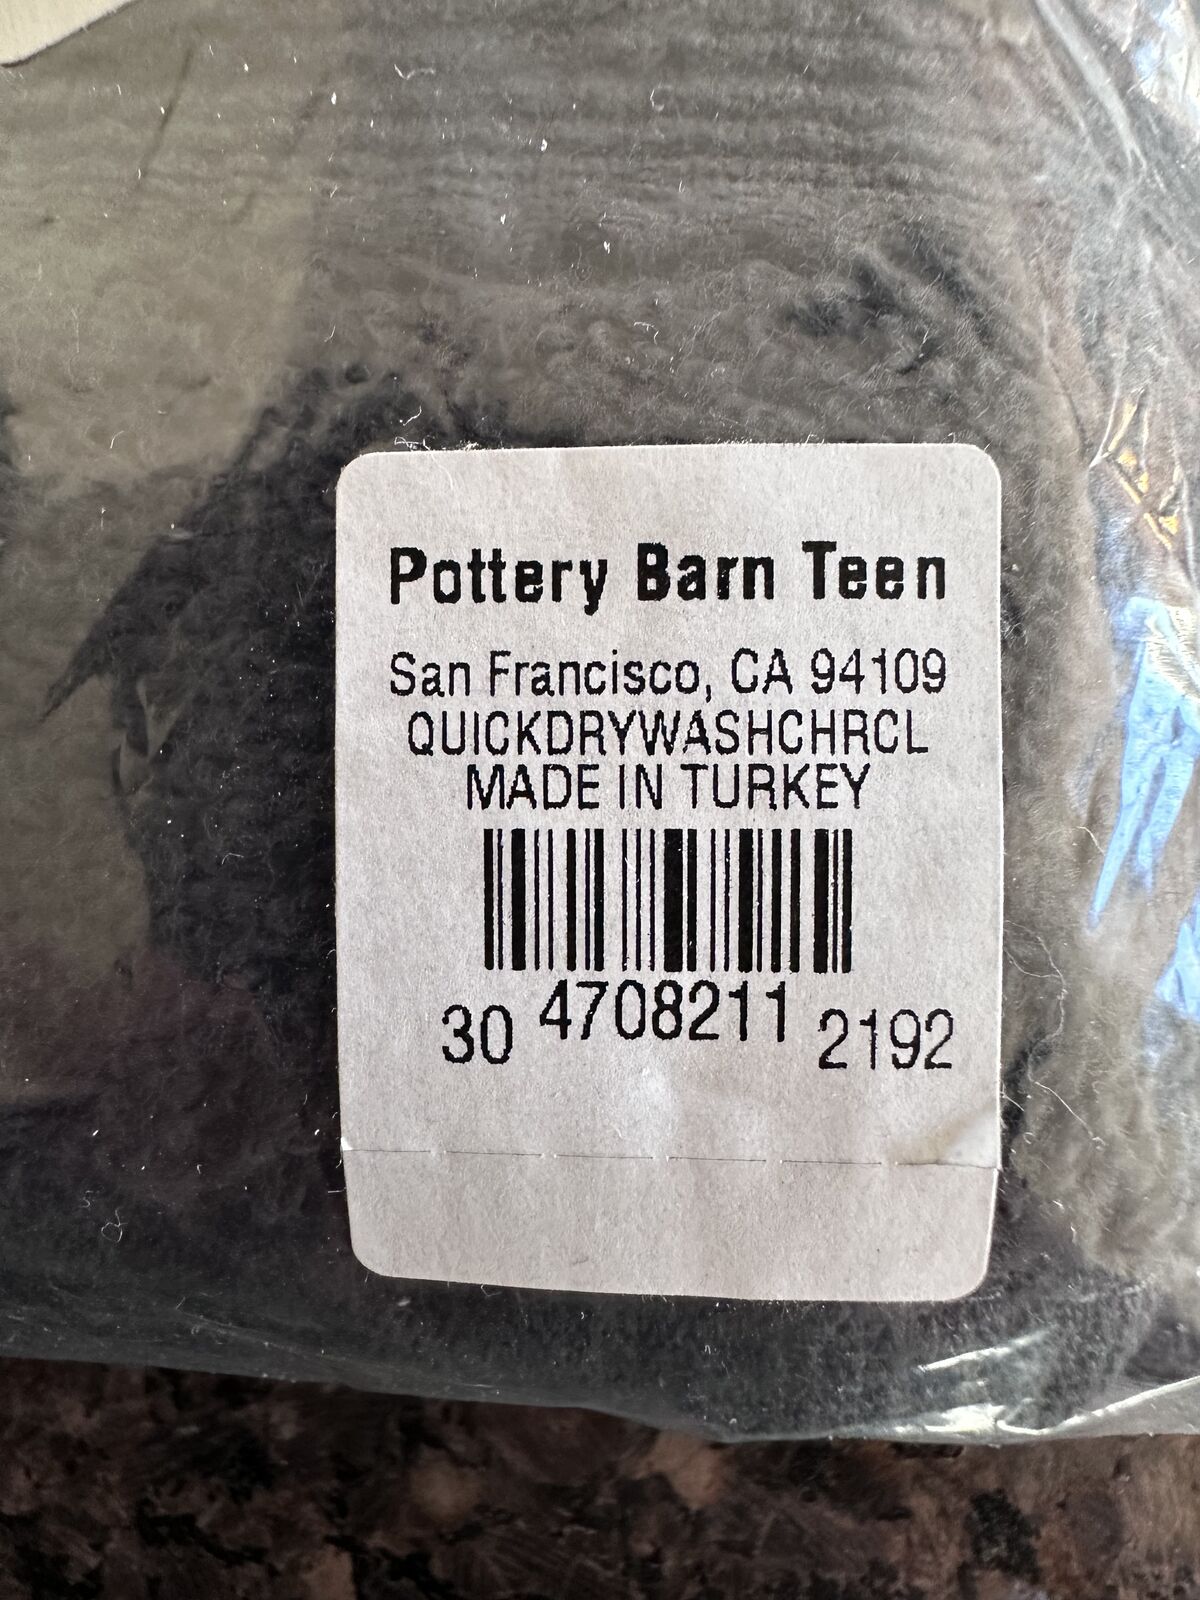 Pottery Barn Teen
San Francisco, CA 94109
QUICKDRYWASHCHRCL
MADE IN TURKEY
30 4708211 2192